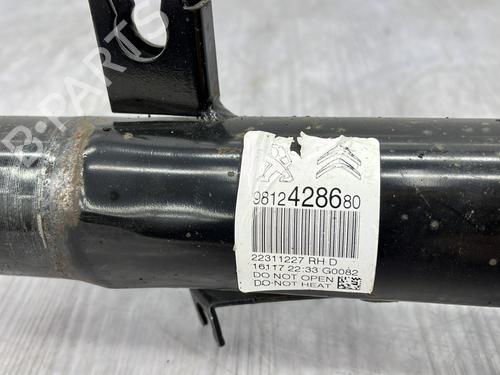 B-PARTS
9812428680
22311227 RH D
16117 22:33 G0082
DO NOT OPEN
DO NOT HEAT